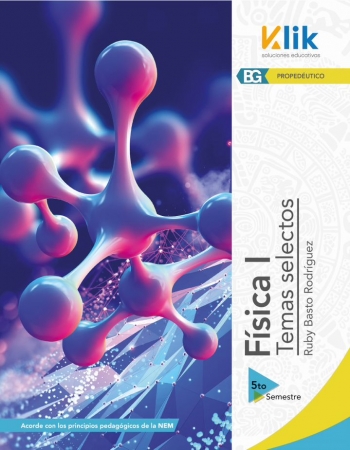 Klik
soluciones educativas
BG PROPEDÉUTICO
Física I
Temas selectos
Ruby Basto Rodríguez
5to
Semestre
Acorde con los principios pedagógicos de la NEM